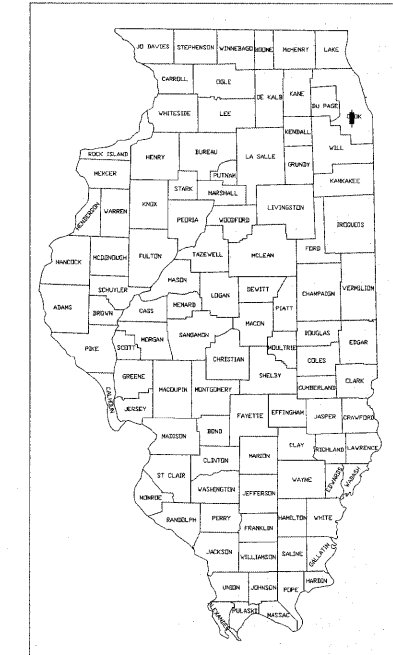 JO DAVIES STEPHENSON WINNEBAGO BOONE McHENRY LAKE
CARROLL OGLE DE KALB KANE
DU PAGE COOK
WHITESIDE LEE
KENDALL WILL
ROCK ISLAND HENRY BUREAU LA SALLE GRUNDY
MERCER PUTNAM KANKAKEE
STARK MARSHALL
HENDERSON WARREN KNOX LIVINGSTON
PEORIA WOODFORD IROQUOIS
FULTON TAZEWELL McLEAN FORD
HANCOCK McDONOUGH
MASON
SCHUYLER LOGAN DEWITT CHAMPAIGN VERMILION
ADAMS BROWN CASS MENARD PIATT
MACON
MORGAN SANGAMON DOUGLAS
PIKE SCOTT CHRISTIAN MOULTRIE EDGAR
COLES
GREENE SHELBY
MACOUPIN MONTGOMERY CUMBERLAND CLARK
CALHOUN JERSEY
FAYETTE EFFINGHAM JASPER CRAWFORD
MADISON BOND
CLAY RICHLAND LAWRENCE
CLINTON MARION
ST CLAIR WAYNE EDWARDS WABASH
MONROE WASHINGTON JEFFERSON
RANDOLPH PERRY HAMILTON WHITE
FRANKLIN
JACKSON WILLIAMSON SALINE GALLATIN
UNION JOHNSON POPE HARDIN
ALEXANDER PULASKI MASSAC